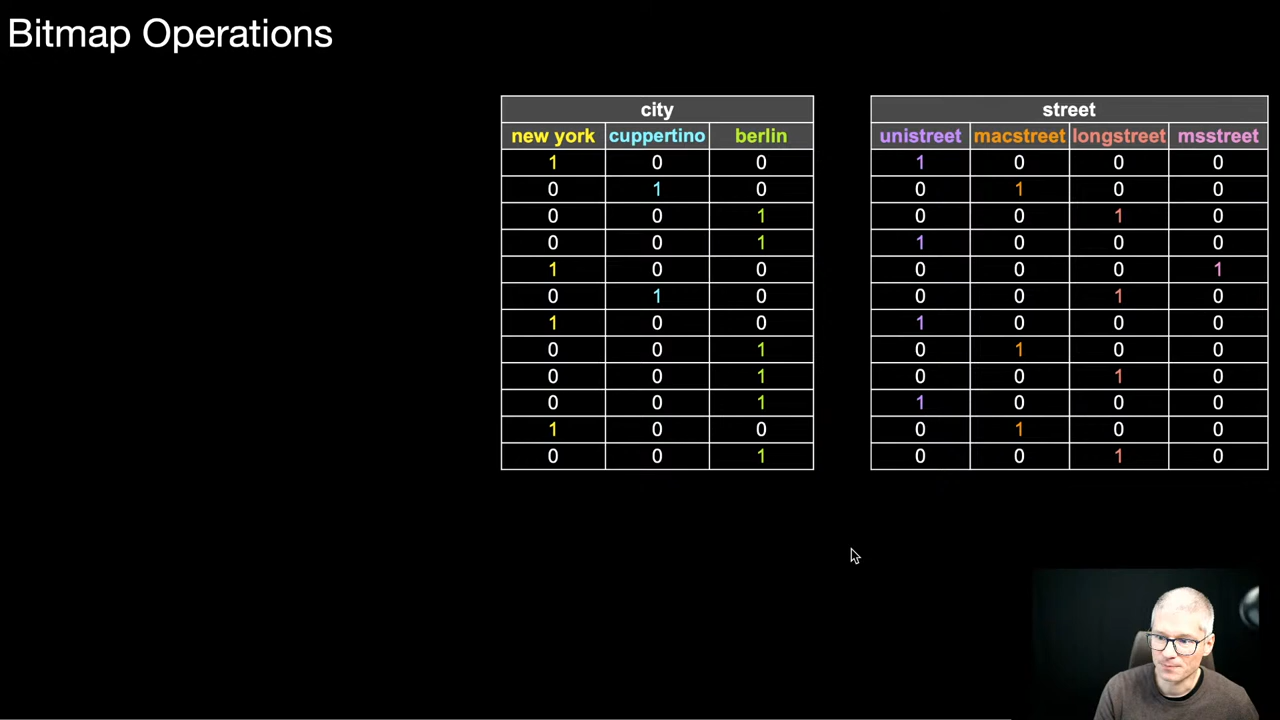 Bitmap Operations
city street
new york cuppertino berlin unistreet macstreet longstreet msstreet
1 0 0 1 0 0 0
0 1 0 0 1 0 0
0 0 1 0 0 1 0
0 0 1 1 0 0 0
1 0 0 0 0 0 1
0 1 0 0 0 1 0
1 0 0 1 0 0 0
0 0 1 0 1 0 0
0 0 1 0 0 1 0
0 0 1 1 0 0 0
1 0 0 0 1 0 0
0 0 1 0 0 1 0